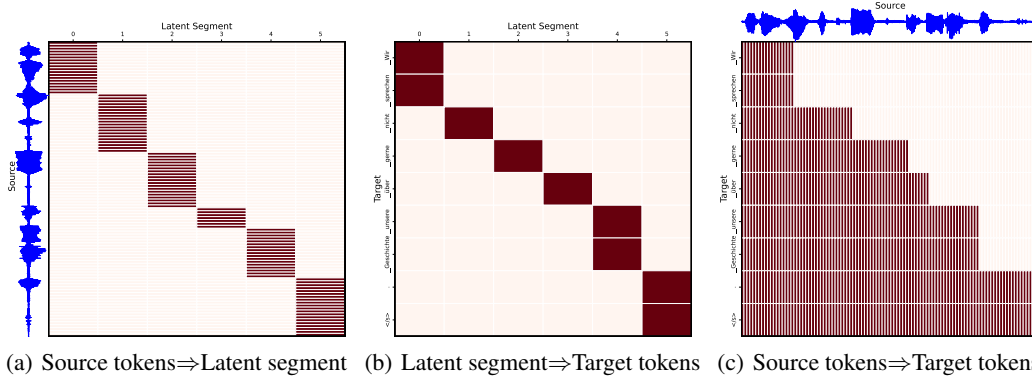 Latent Segment
0 1 2 3 4 5
Source
Latent Segment
0 1 2 3 4 5
Target
_Wir
_sprechen
_nicht
_gerne
_über
_unsere
_Geschichte
.
</s>
Source
Target
_Wir
_sprechen
_nicht
_gerne
_über
_unsere
_Geschichte
.
</s>
(a) Source tokens⇒Latent segment
(b) Latent segment⇒Target tokens
(c) Source tokens⇒Target token